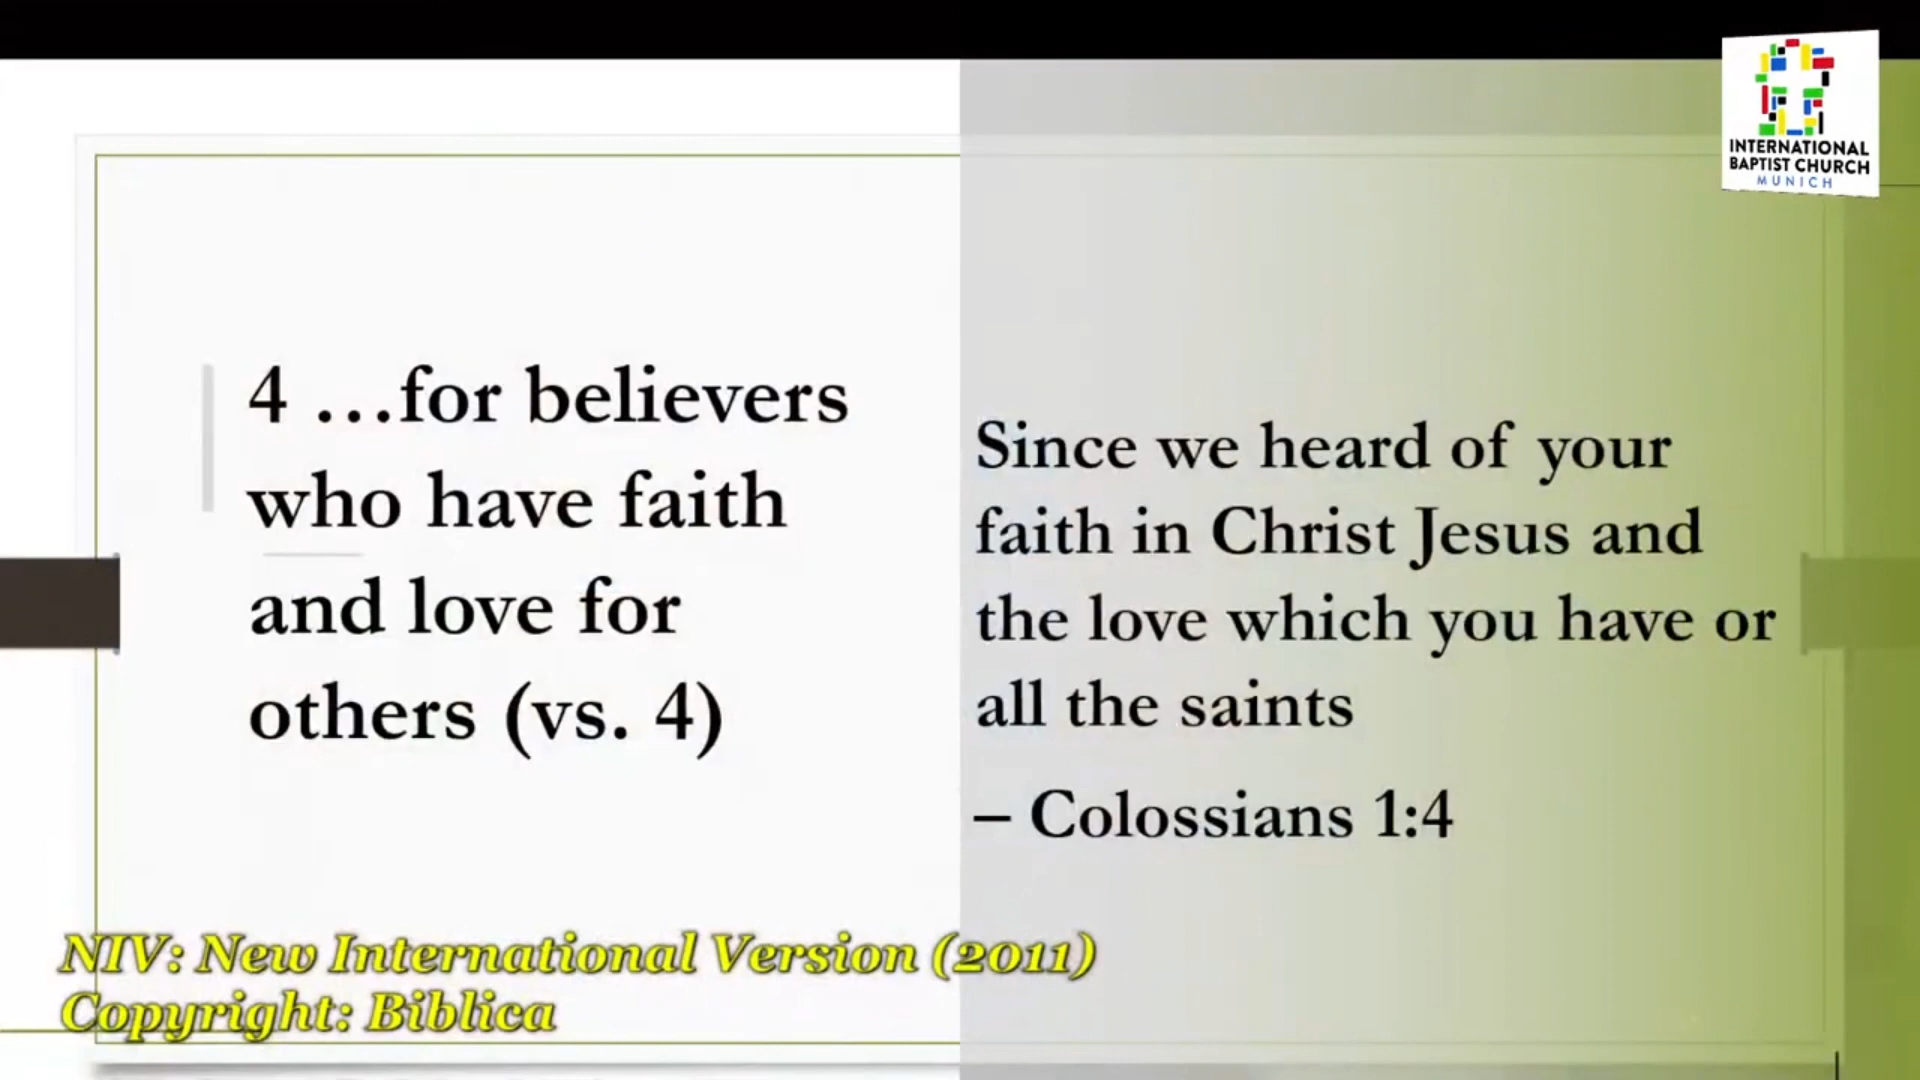 INTERNATIONAL
BAPTIST CHURCH
MUNICH
4 …for believers
who have faith
and love for
others (vs. 4)
Since we heard of your
faith in Christ Jesus and
the love which you have or
all the saints
– Colossians 1:4
NIV: New International Version (2011)
Copyright: Biblica